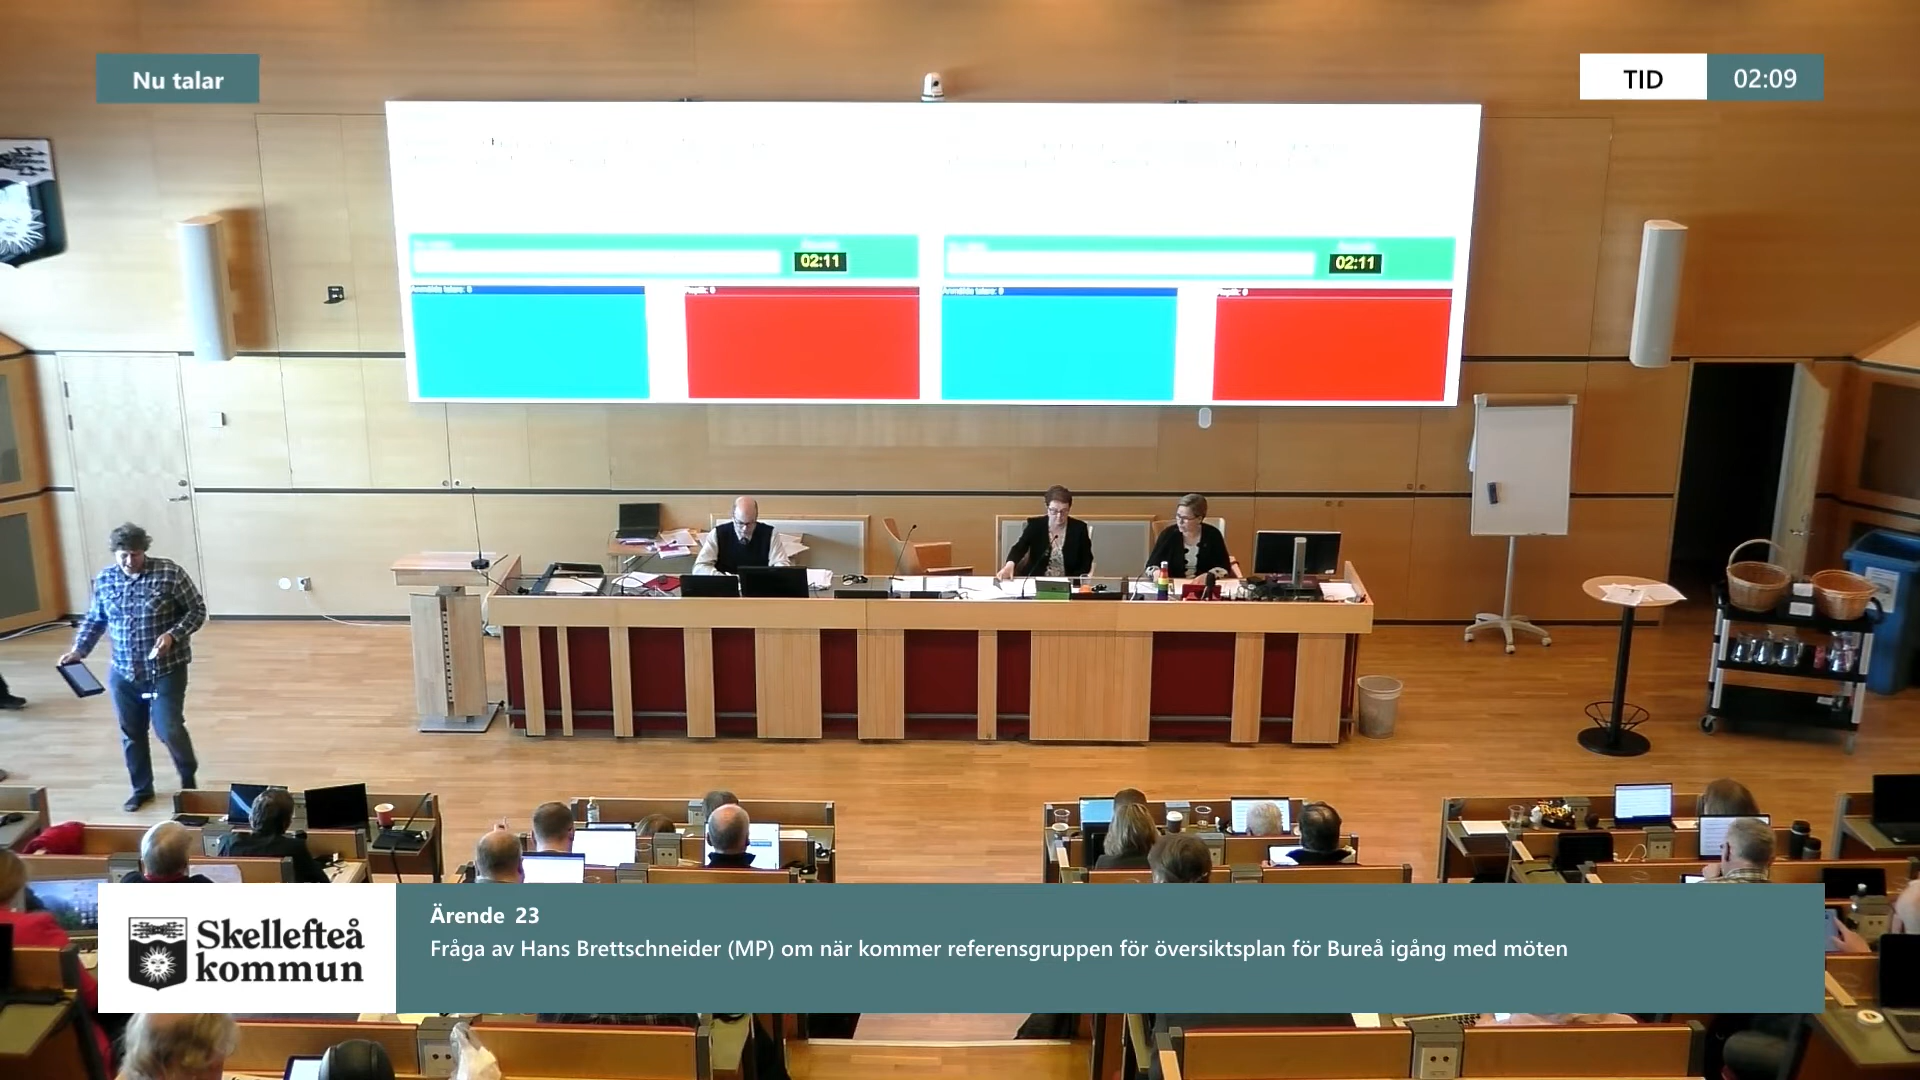 Nu talar
TID
02:09
02:11
02:11
Skellefteå
kommun
Ärende 23
Fråga av Hans Brettschneider (MP) om när kommer referensgruppen för översiktsplan för Bureå igång med möten